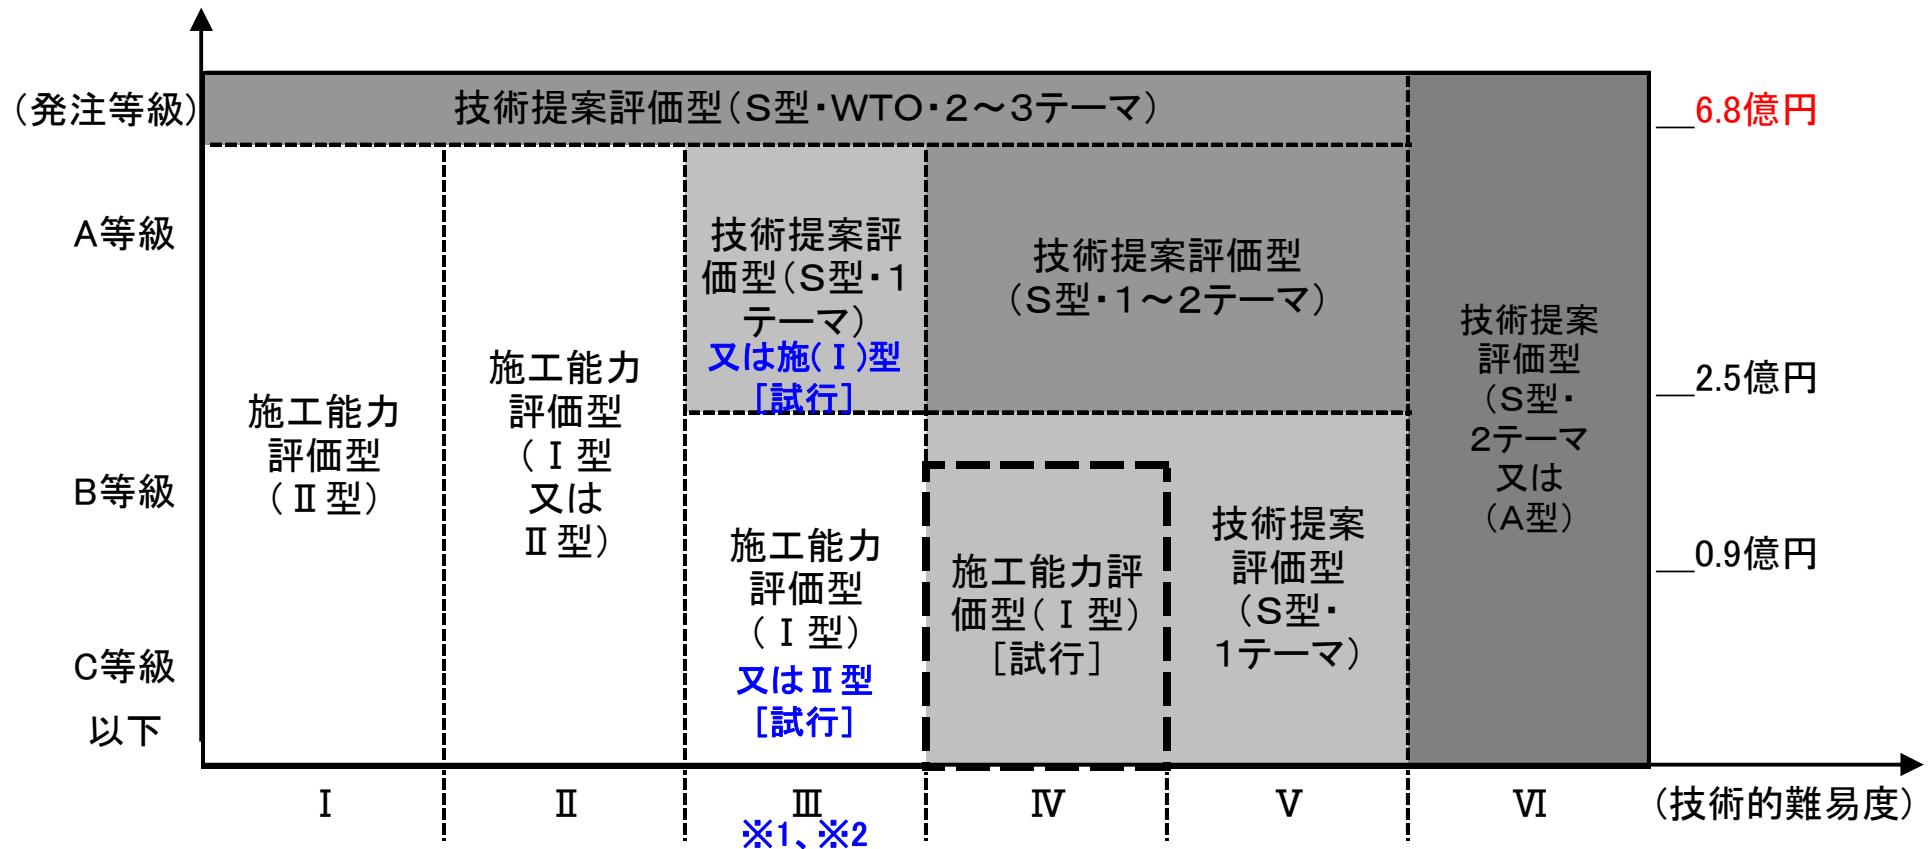 (発注等級)
技術提案評価型(S型・WTO・2～3テーマ)
6.8億円
A等級
技術提案評
価型(S型・1
テーマ)
又は施(Ⅰ)型
[試行]
技術提案評価型
(S型・1～2テーマ)
技術提案
評価型
(S型・
2テーマ
又は
(A型)
2.5億円
施工能力
評価型
(Ⅱ型)
施工能力
評価型
(Ⅰ型
又は
Ⅱ型)
B等級
施工能力
評価型
(Ⅰ型)
又はⅡ型
[試行]
施工能力評
価型(Ⅰ型)
[試行]
技術提案
評価型
(S型・
1テーマ)
0.9億円
C等級
以下
Ⅰ
Ⅱ
Ⅲ
Ⅳ
Ⅴ
Ⅵ
(技術的難易度)
※1、※2